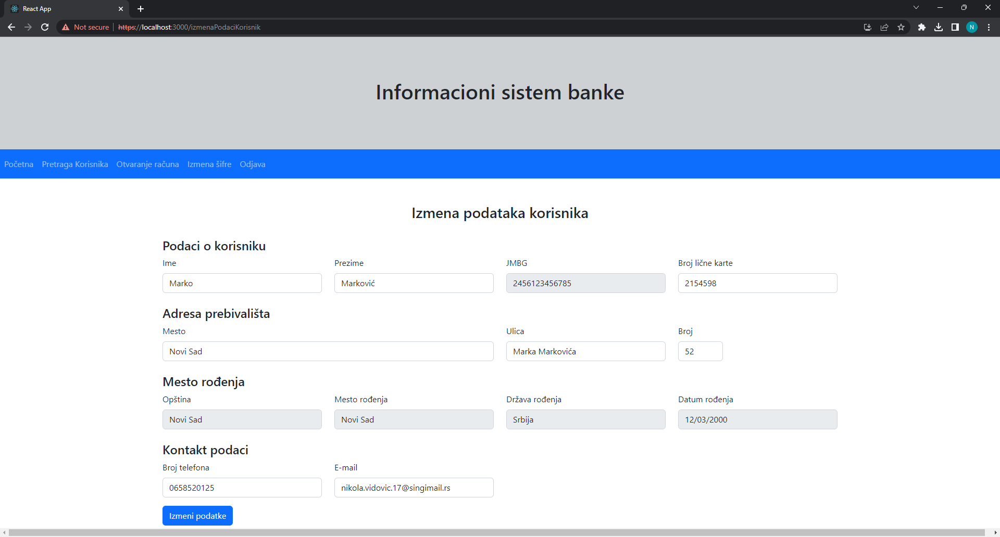 React App
Not secure https://localhost:3000/izmenaPodaciKorisnik N
Informacioni sistem banke
Početna Pretraga Korisnika Otvaranje računa Izmena šifre Odjava
Izmena podataka korisnika
Podaci o korisniku
Ime Prezime JMBG Broj lične karte
Marko Marković 2456123456785 2154598
Adresa prebivališta
Mesto Ulica Broj
Novi Sad Marka Markovića 52
Mesto rođenja
Opština Mesto rođenja Država rođenja Datum rođenja
Novi Sad Novi Sad Srbija 12/03/2000
Kontakt podaci
Broj telefona E-mail
0658520125 nikola.vidovic.17@singimail.rs
Izmeni podatke